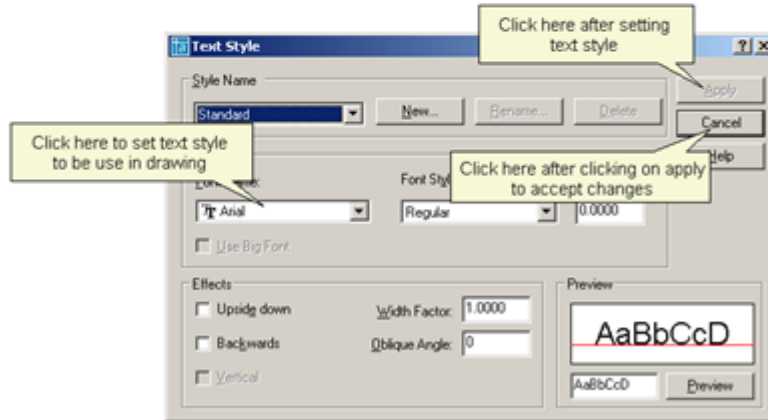 Click here after setting
text style
Text Style
Style Name
Standard
New...
Rename...
Delete
Apply
Cancel
Click here to set text style
to be use in drawing
Click here after clicking on apply
to accept changes
Help
Name:
Font Sty
Arial
Regular
0.0000
Use Big Font
Effects
Upside down
Width Factor: 1.0000
Backwards
Oblique Angle: 0
Vertical
Preview
AaBbCcD
AaBbCcD
Preview